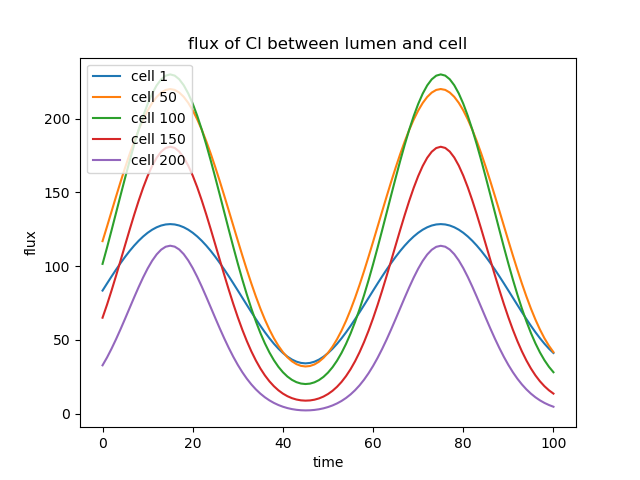 flux of Cl between lumen and cell
cell 1
cell 50
cell 100
cell 150
cell 200
flux
200
150
100
50
0
0 20 40 60 80 100
time